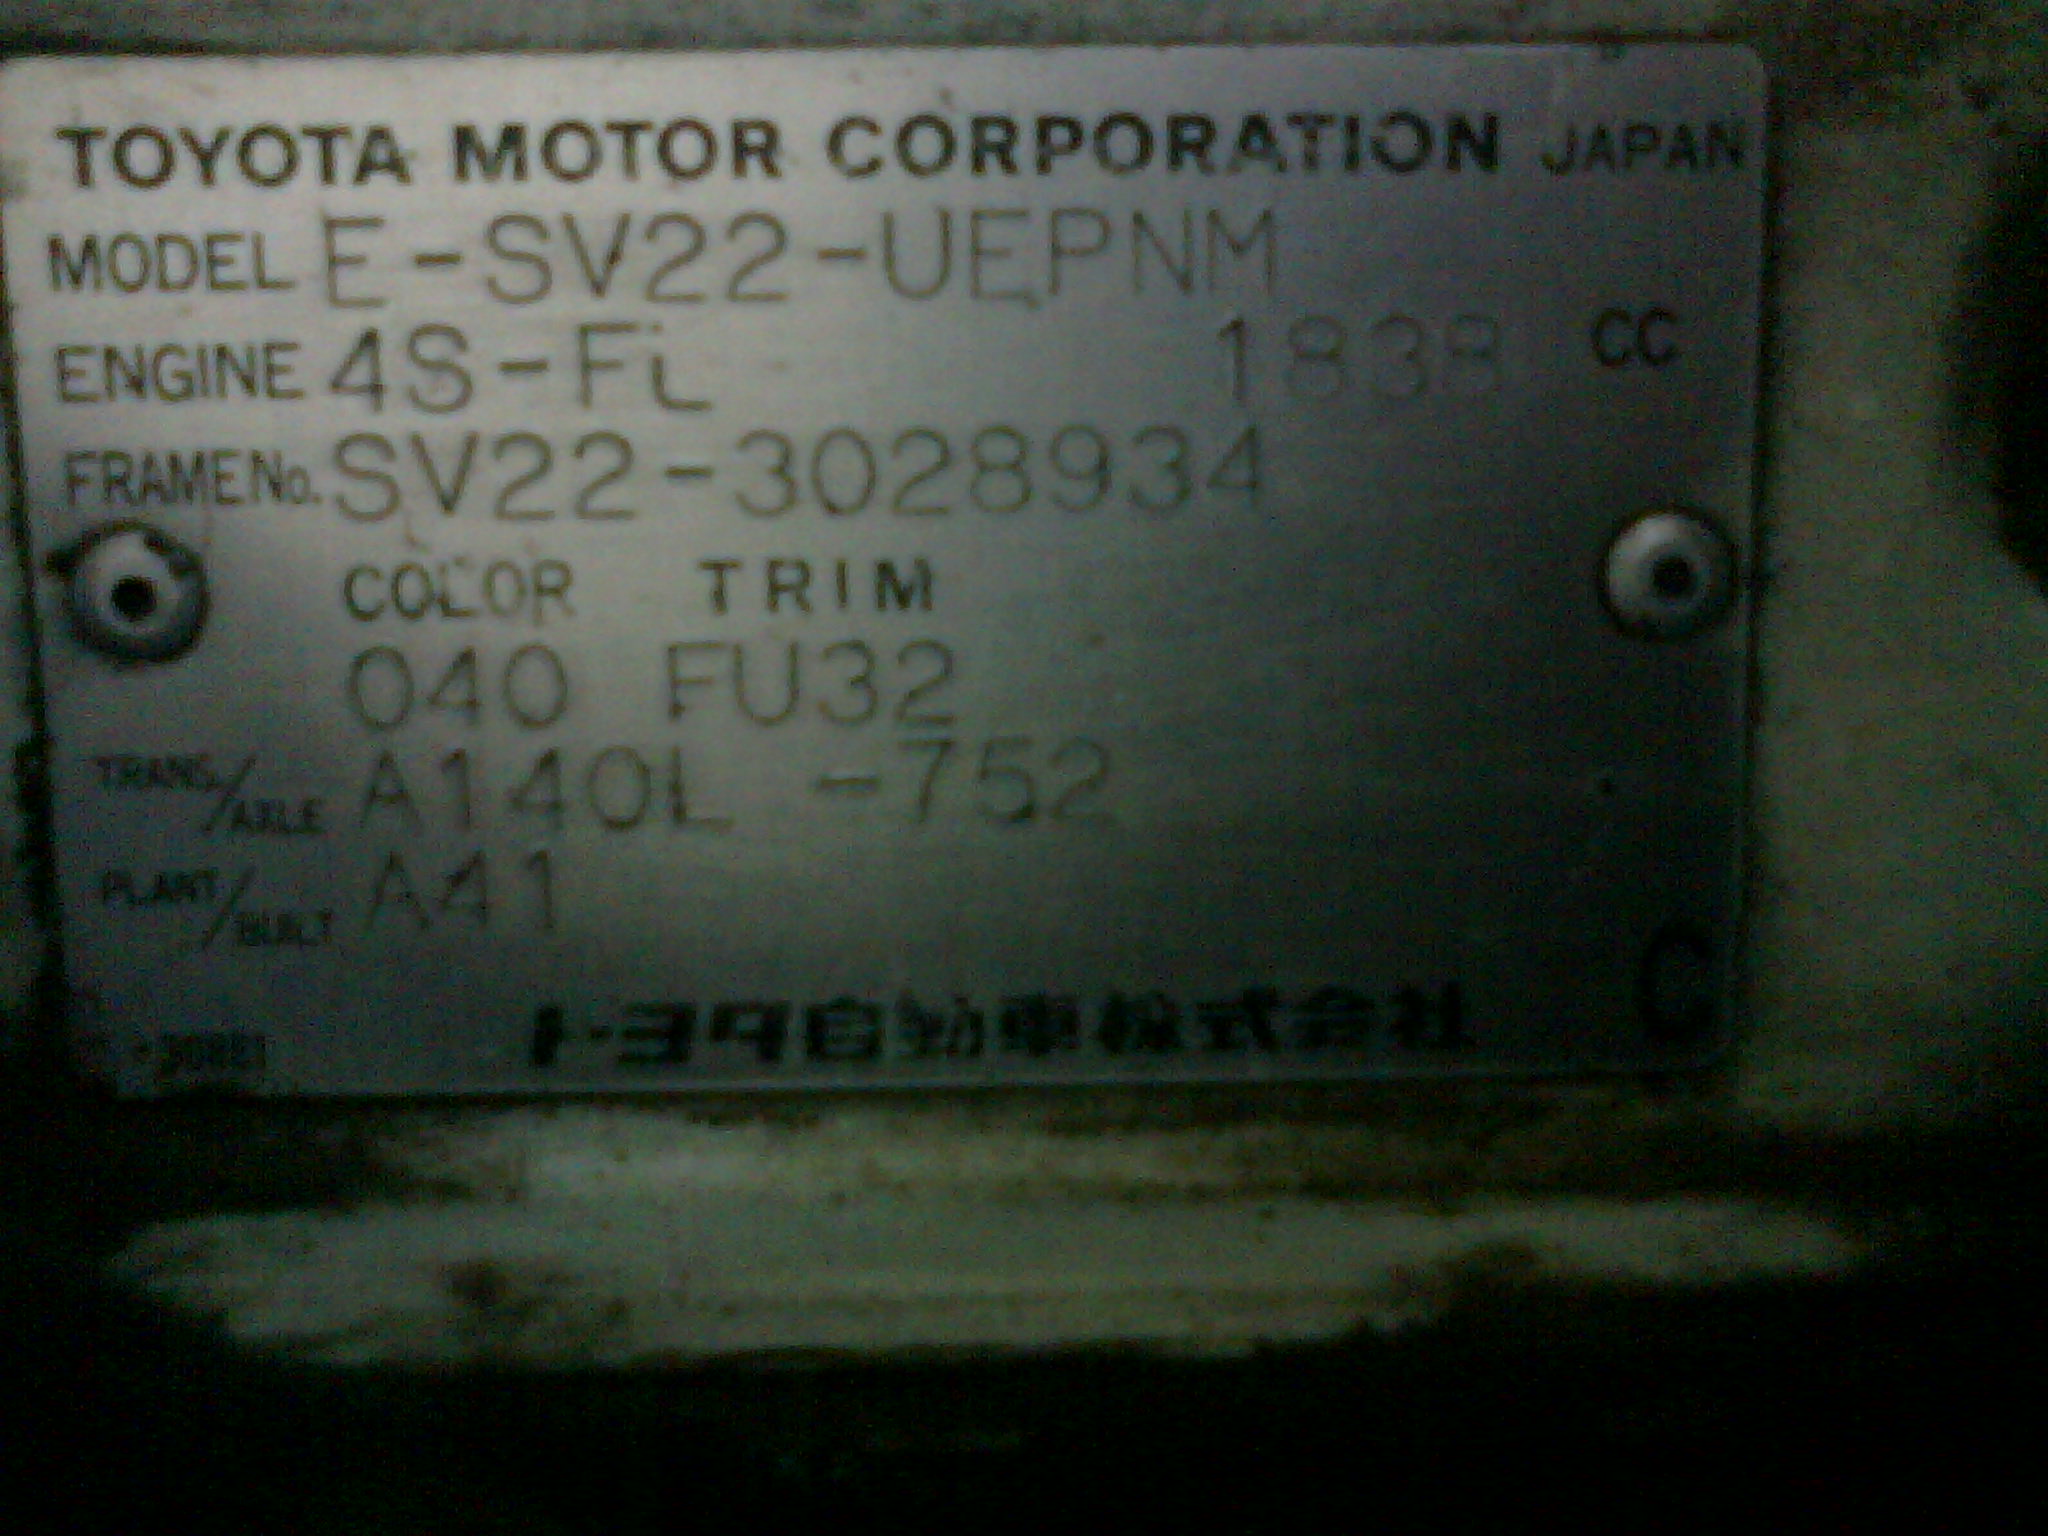 TOYOTA MOTOR CORPORATION JAPAN
MODEL E-SV22-UEPNM
ENGINE 4S-Fi 1838 CC
FRAME No. SV22-3028934
COLOR TRIM
040 FU32
TRANS/AXLE A140L -752
PLANT/BUILT A41
トヨタ自動車株式会社 C